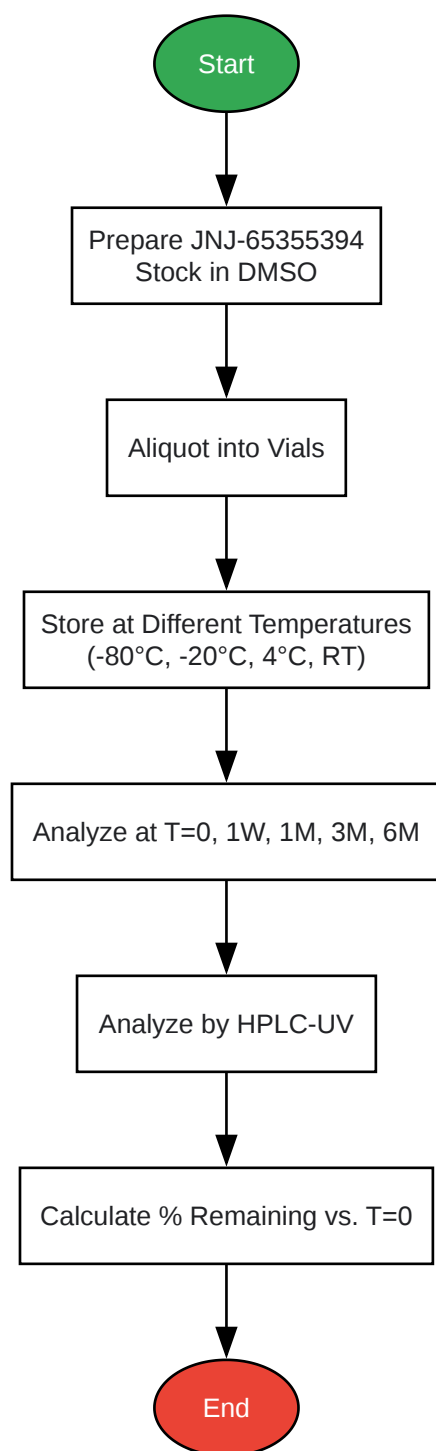 Start
Prepare JNJ-65355394
Stock in DMSO
Aliquot into Vials
Store at Different Temperatures
(-80°C, -20°C, 4°C, RT)
Analyze at T=0, 1W, 1M, 3M, 6M
Analyze by HPLC-UV
Calculate % Remaining vs. T=0
End